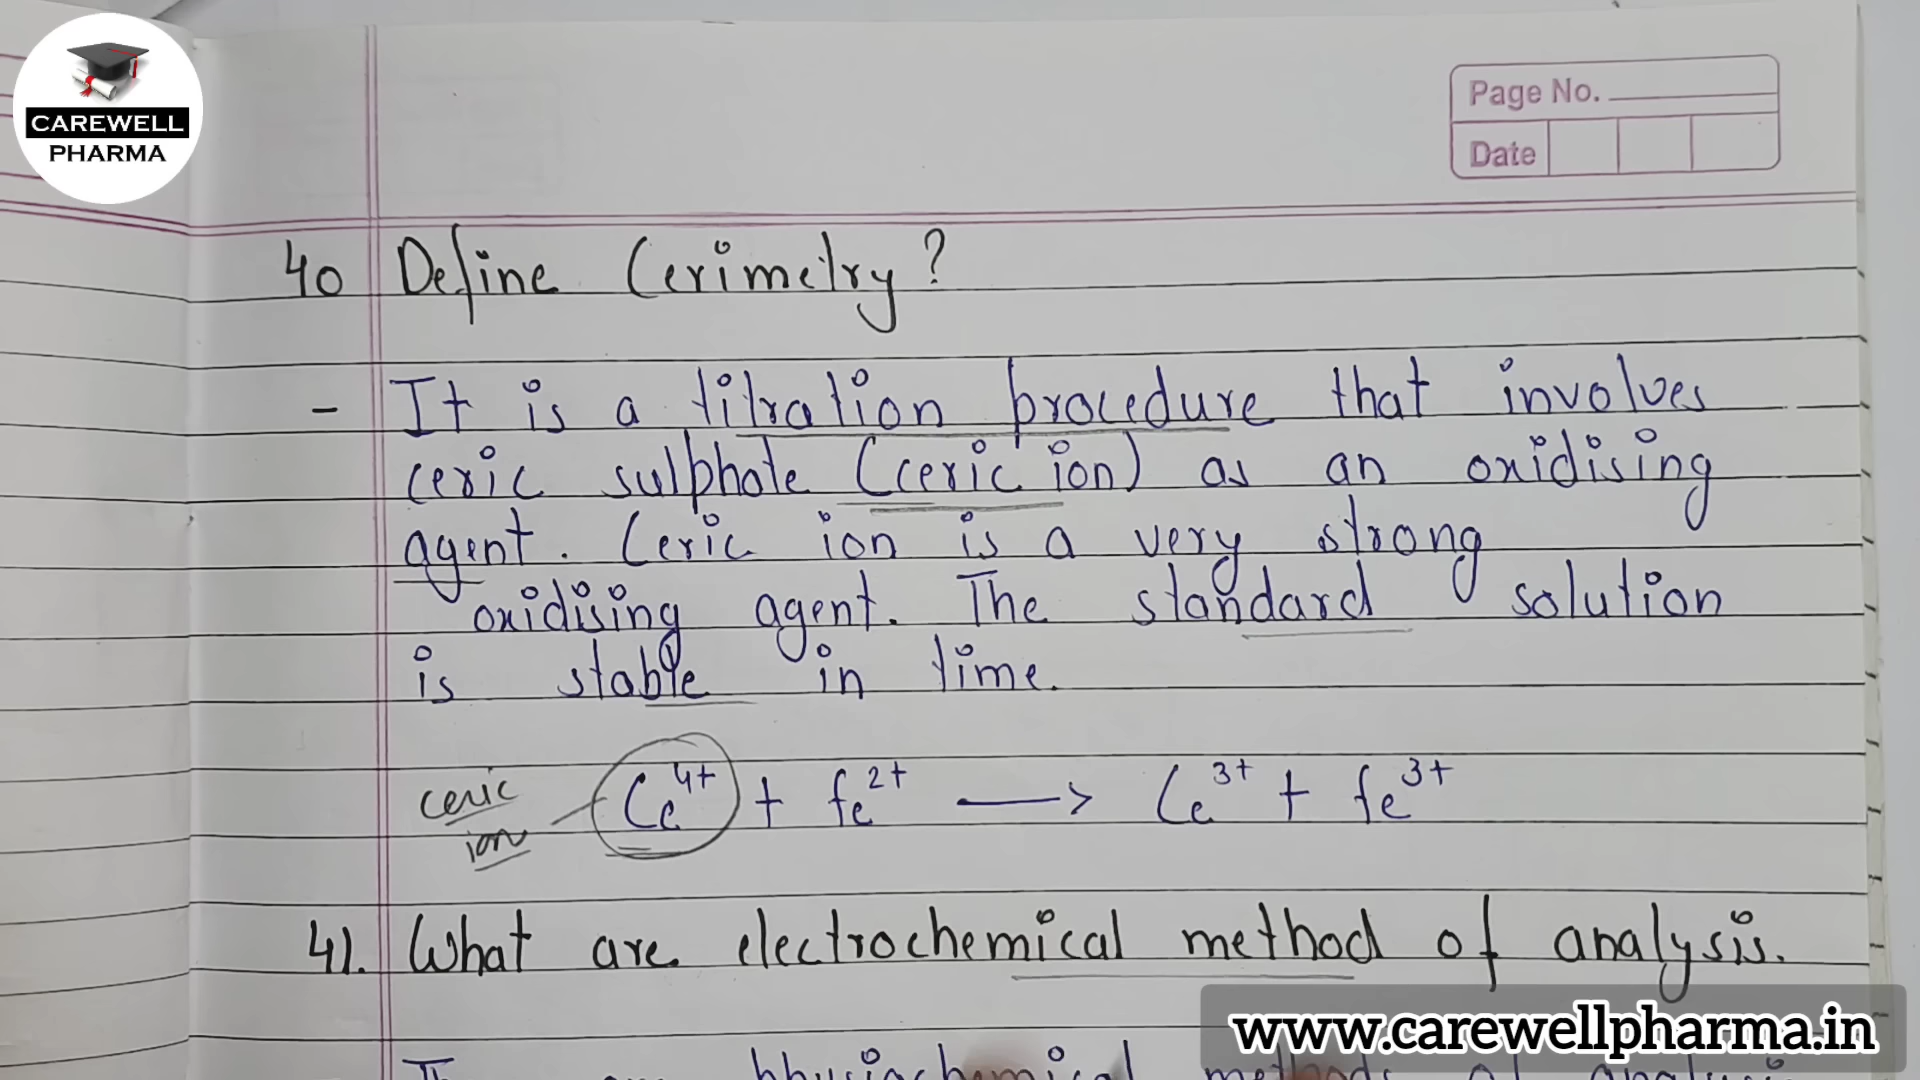 CAREWELL
PHARMA
Page No.
Date
40 Define Cerimetry?
- It is a titration procedure that involves
ceric sulphate (ceric ion) as an oxidising
agent. Ceric ion is a very strong
oxidising agent. The standard solution
is stable in time.
ceric
ion
Ce⁴⁺ + fe²⁺ ⟶ Ce³⁺ + fe³⁺
41. What are electrochemical method of analysis.
www.carewellpharma.in
methods of